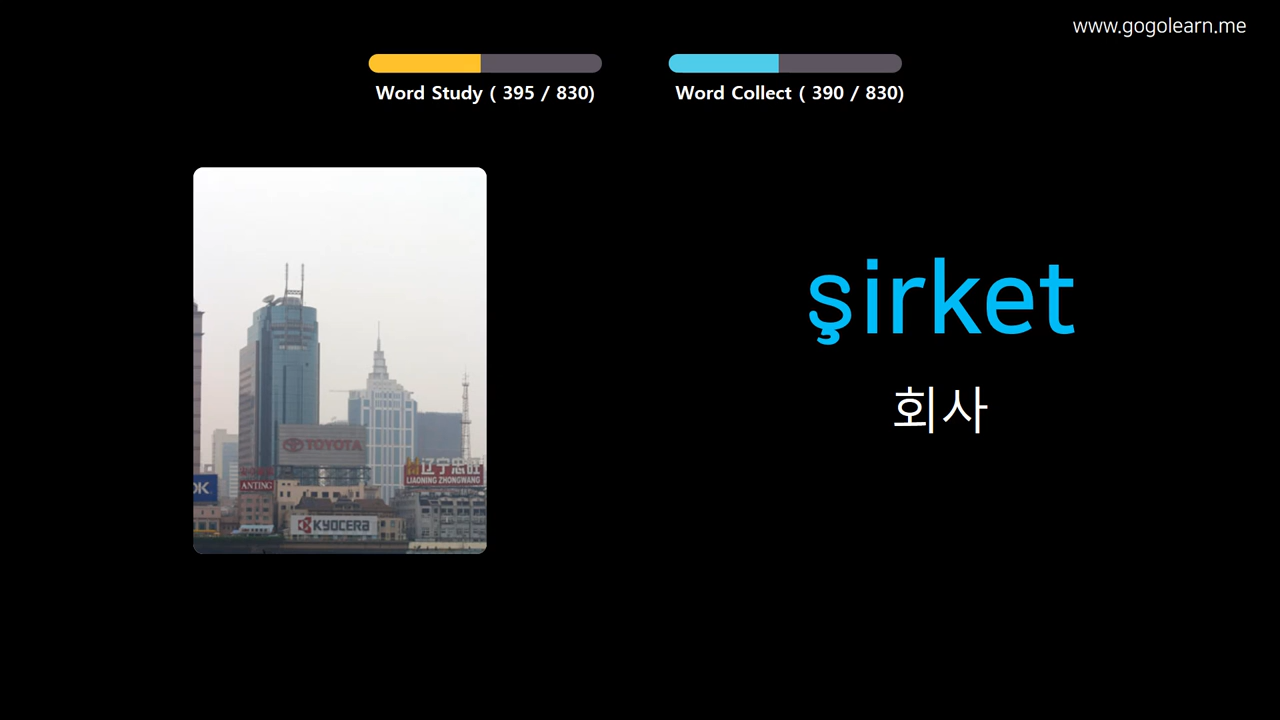 www.gogolearn.me
Word Study ( 395 / 830)
Word Collect ( 390 / 830)
şirket
회사
TOYOTA
辽宁忠旺
LIAONING ZHONGWANG
OK
ANTING
KYOCERA